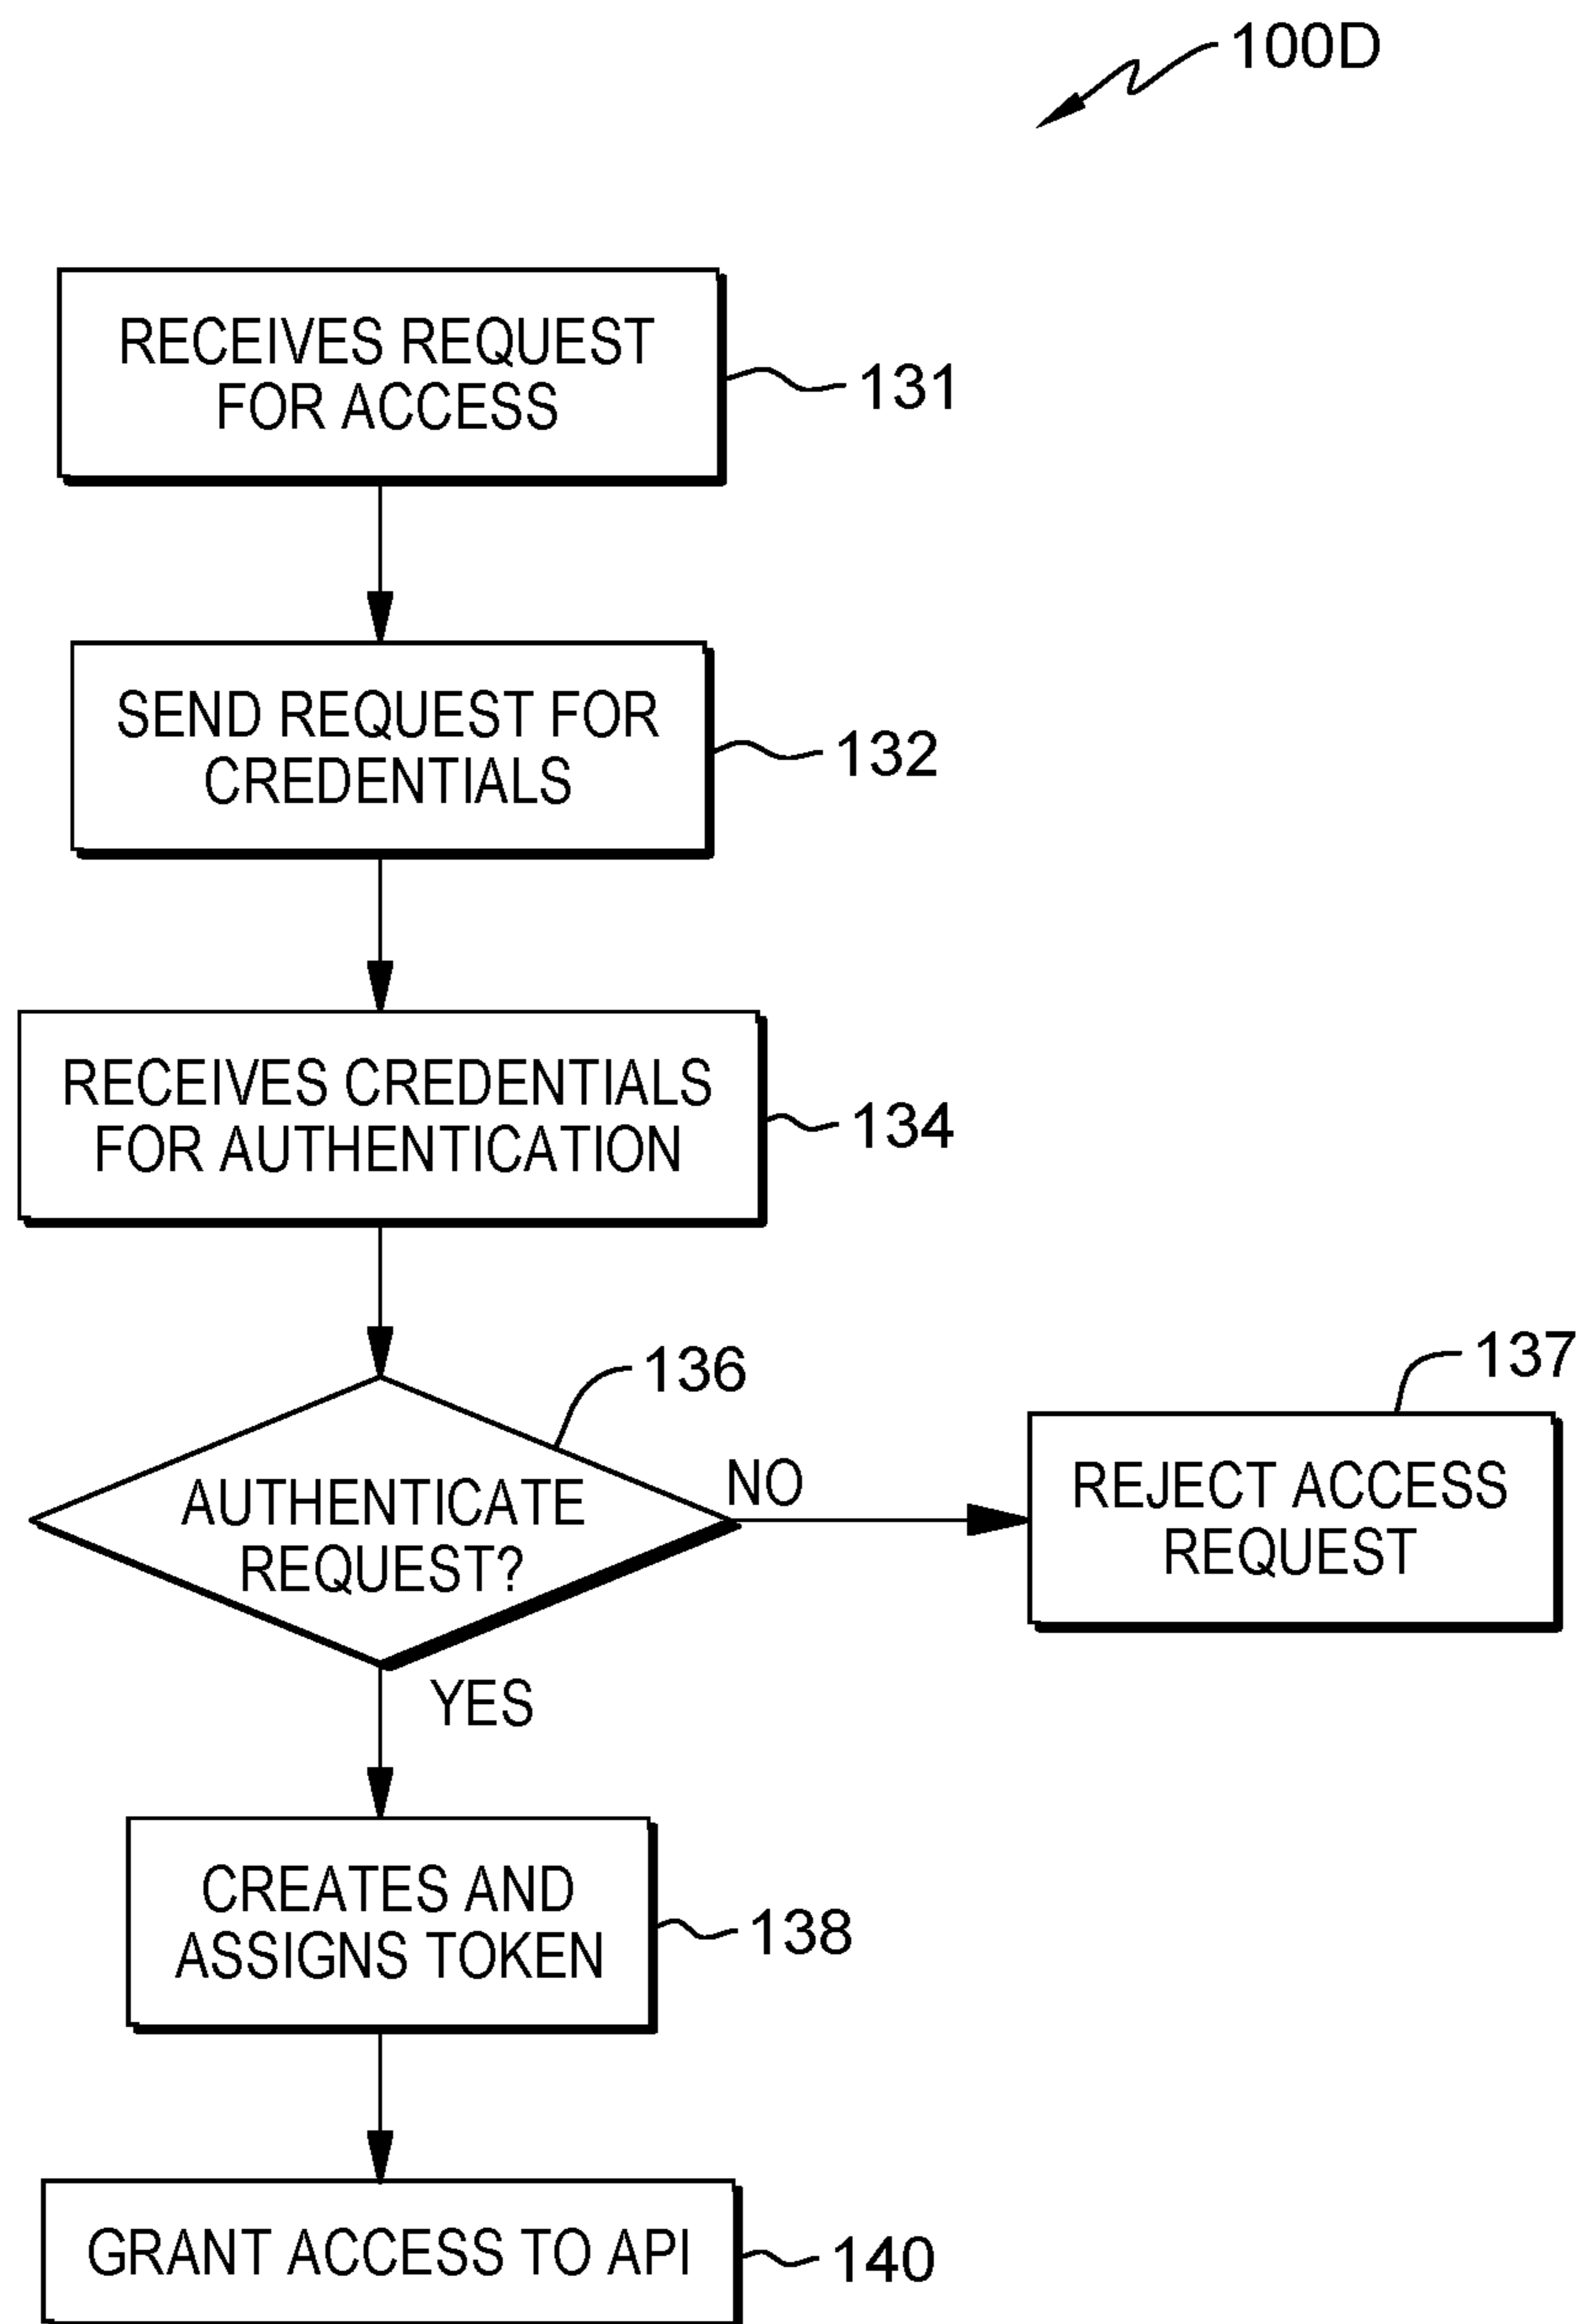 100D
RECEIVES REQUEST
FOR ACCESS
131
SEND REQUEST FOR
CREDENTIALS
132
RECEIVES CREDENTIALS
FOR AUTHENTICATION
134
136
AUTHENTICATE
REQUEST?
NO
137
REJECT ACCESS
REQUEST
YES
CREATES AND
ASSIGNS TOKEN
138
GRANT ACCESS TO API
140